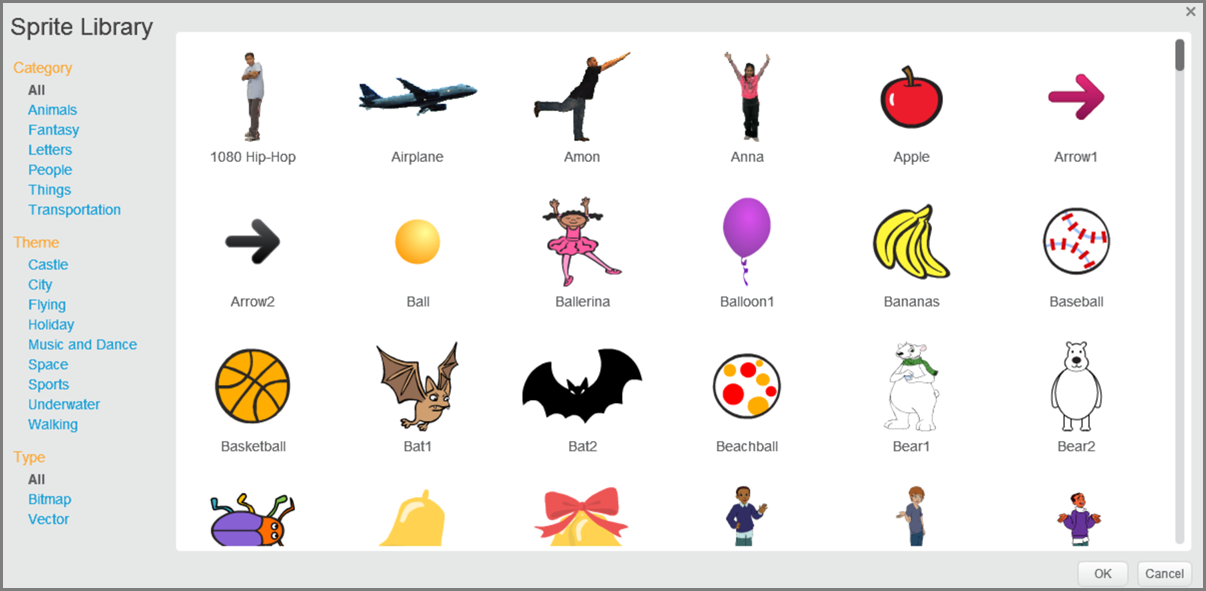 Sprite Library
Category
All
Animals
Fantasy
Letters
People
Things
Transportation
Theme
Castle
City
Flying
Holiday
Music and Dance
Space
Sports
Underwater
Walking
Type
All
Bitmap
Vector
1080 Hip-Hop Airplane Amon Anna Apple Arrow1
Arrow2 Ball Ballerina Balloon1 Bananas Baseball
Basketball Bat1 Bat2 Beachball Bear1 Bear2
OK Cancel